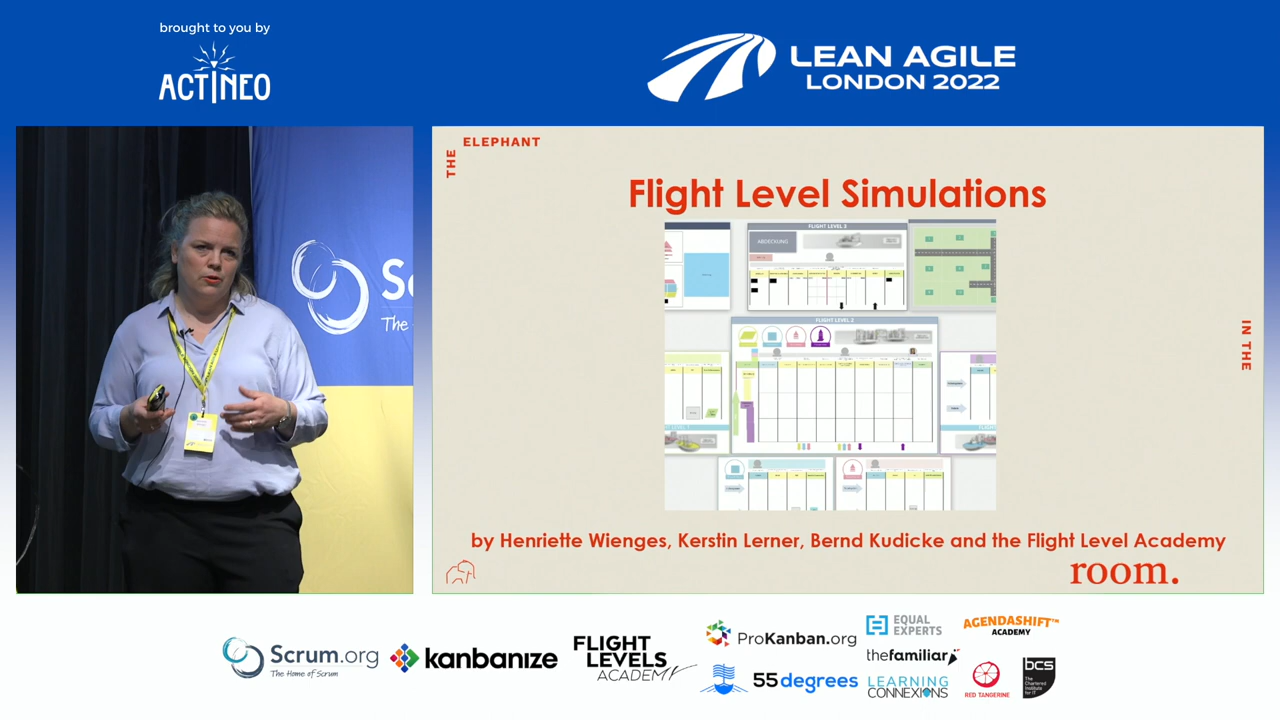 brought to you by
ACTINEO
LEAN AGILE
LONDON 2022
THE
ELEPHANT
Flight Level Simulations
FLIGHT LEVEL 3
ABDECKUNG
FLIGHT LEVEL 2
IN THE
by Henriette Wienges, Kerstin Lerner, Bernd Kudicke and the Flight Level Academy
room.
Sc
The
Scrum.org
The Home of Scrum
kanbanize
FLIGHT
LEVELS
ACADEMY
ProKanban.org
55degrees
EQUAL
EXPERTS
thefamiliar
LEARNING
CONNEXIONS
AGENDASHIFT™
ACADEMY
RED TANGERINE
bcs
The
Chartered
Institute
for IT